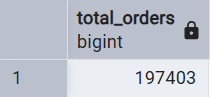 total_orders
bigint
1 197403